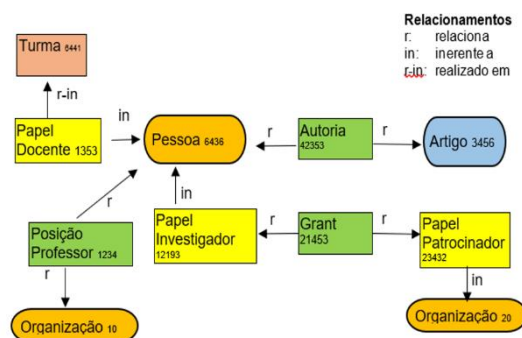 Relacionamentos
r: relaciona
in: inerente a
r-in: realizado em
Turma 6441
r-in
Papel
Docente 1353
in
Pessoa 6436
r
Autoria
42353
r
Artigo 3456
r
in
Posição
Professor 1234
Papel
Investigador
12193
r
Grant
21453
r
Papel
Patrocinador
23432
r
in
Organização 10
Organização 20